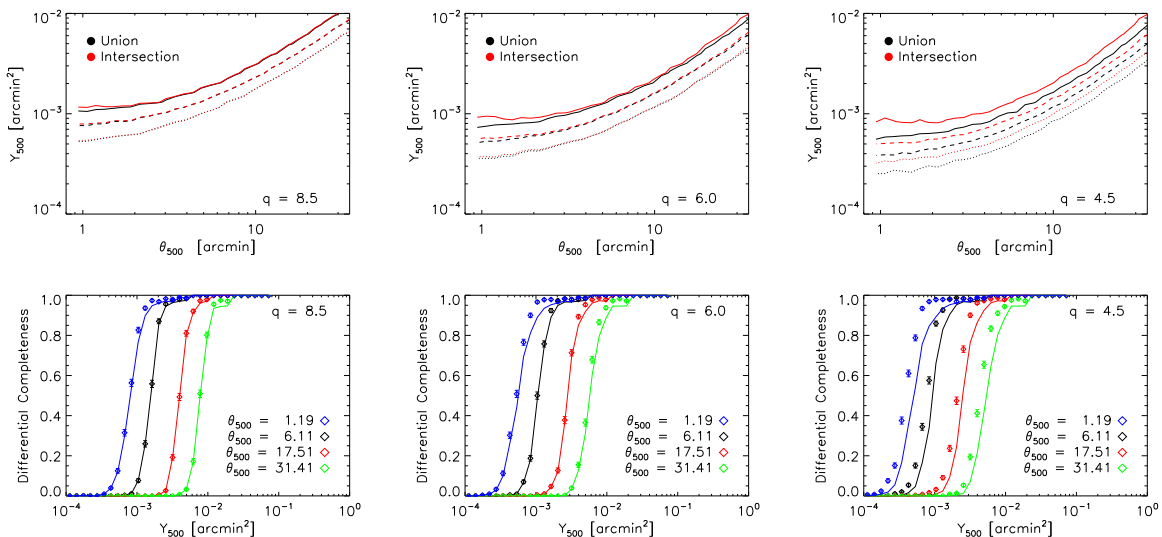 Y500 [arcmin2]
10−2
10−3
10−4
Union
Intersection
q = 8.5
1
10
θ500 [arcmin]
Y500 [arcmin2]
10−2
10−3
10−4
Union
Intersection
q = 6.0
1
10
θ500 [arcmin]
Y500 [arcmin2]
10−2
10−3
10−4
Union
Intersection
q = 4.5
1
10
θ500 [arcmin]
Differential Completeness
1.0
0.8
0.6
0.4
0.2
0.0
q = 8.5
θ500 = 1.19
θ500 = 6.11
θ500 = 17.51
θ500 = 31.41
10−4
10−3
10−2
10−1
100
Y500 [arcmin2]
Differential Completeness
1.0
0.8
0.6
0.4
0.2
0.0
q = 6.0
θ500 = 1.19
θ500 = 6.11
θ500 = 17.51
θ500 = 31.41
10−4
10−3
10−2
10−1
100
Y500 [arcmin2]
Differential Completeness
1.0
0.8
0.6
0.4
0.2
0.0
q = 4.5
θ500 = 1.19
θ500 = 6.11
θ500 = 17.51
θ500 = 31.41
10−4
10−3
10−2
10−1
100
Y500 [arcmin2]